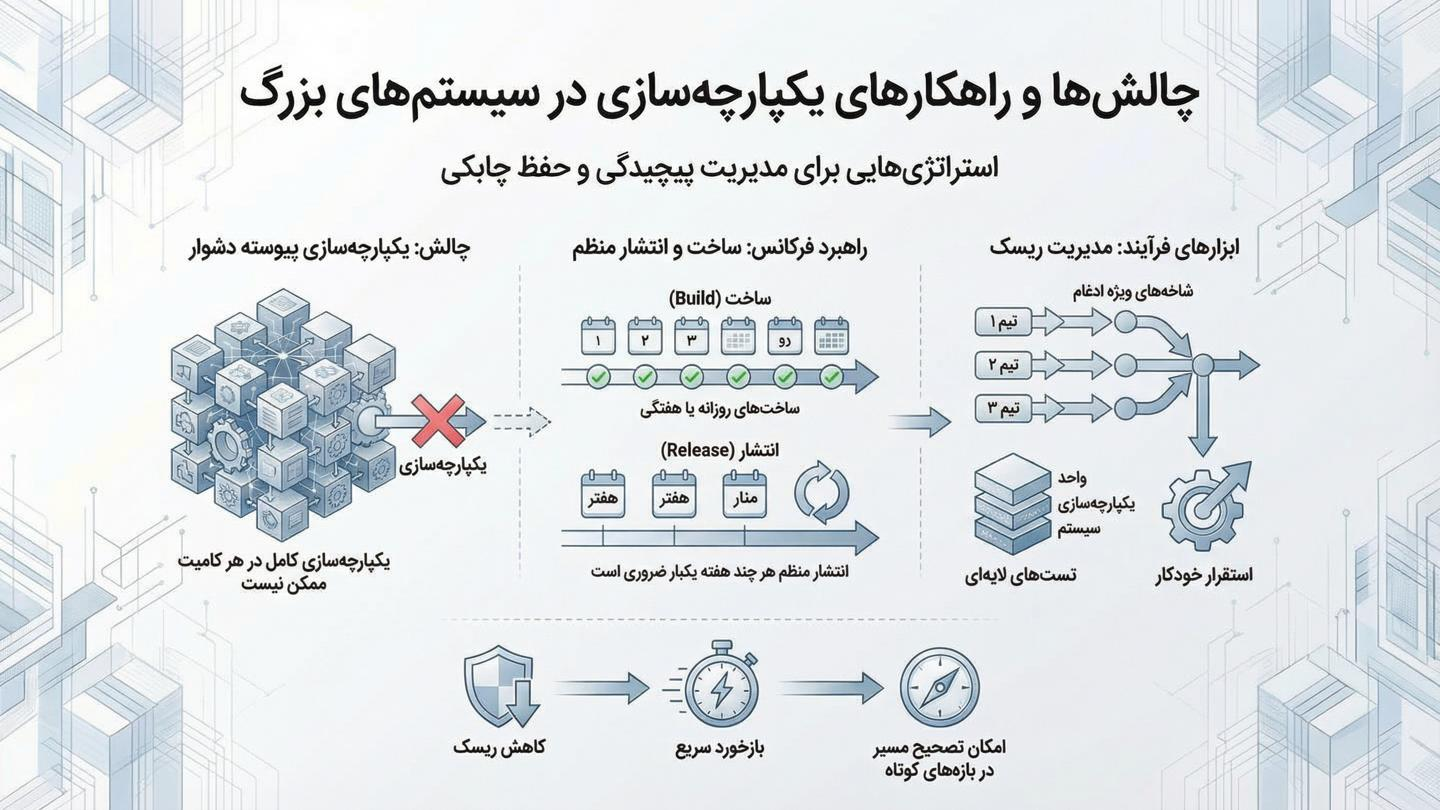 چالش‌ها و راهکارهای یکپارچه‌سازی در سیستم‌های بزرگ
استراتژی‌هایی برای مدیریت پیچیدگی و حفظ چابکی
چالش: یکپارچه‌سازی پیوسته دشوار
یکپارچه‌سازی
یکپارچه‌سازی کامل در هر کامیت
ممکن نیست
راهبرد فرکانس: ساخت و انتشار منظم
ساخت (Build)
۱
۲
۳
دو
ساخت‌های روزانه یا هفتگی
انتشار (Release)
هفتر
هفتر
منار
انتشار منظم هر چند هفته یکبار ضروری است
ابزارهای فرآیند: مدیریت ریسک
شاخه‌های ویژه ادغام
تیم ۱
تیم ۲
تیم ۳
واحد
یکپارچه‌سازی
سیستم
تست‌های لایه‌ای
استقرار خودکار
کاهش ریسک
بازخورد سریع
امکان تصحیح مسیر
در بازه‌های کوتاه